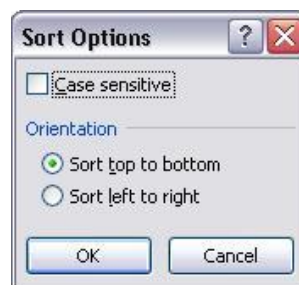 Sort Options
?
Case sensitive
Orientation
Sort top to bottom
Sort left to right
OK Cancel